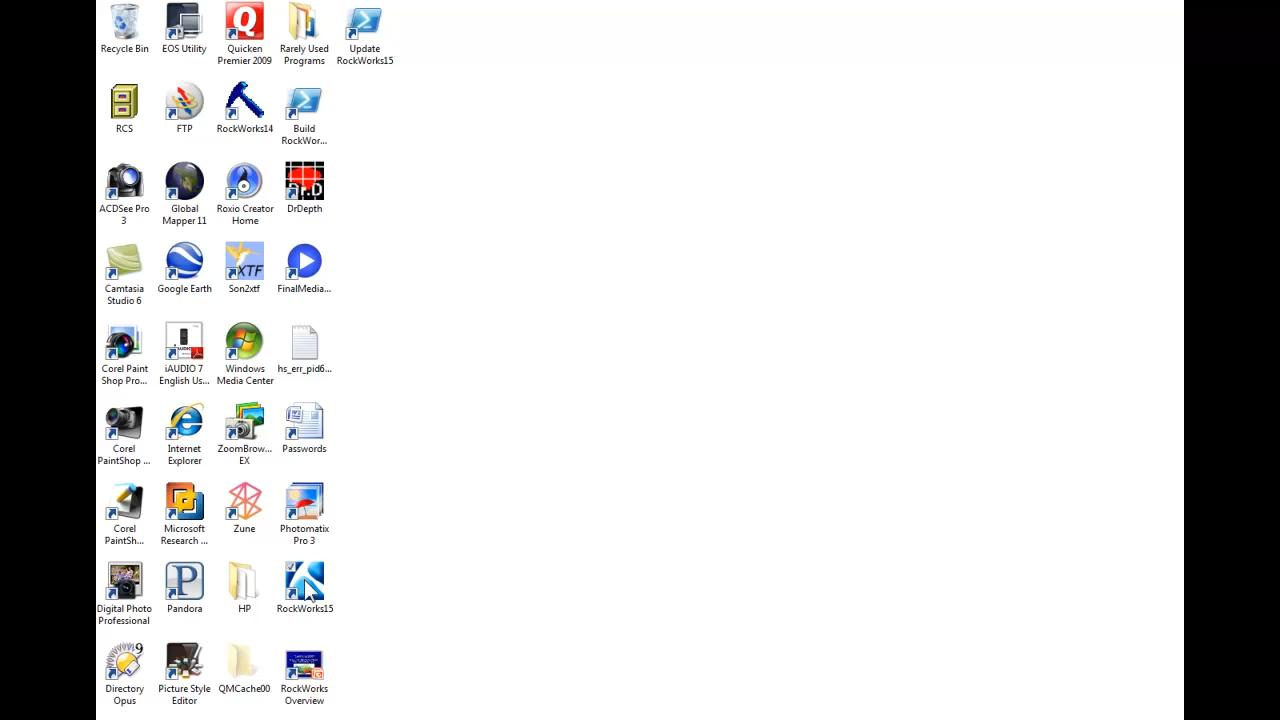 Recycle Bin
EOS Utility
Quicken
Premier 2009
Rarely Used
Programs
Update
RockWorks15
RCS
FTP
RockWorks14
Build
RockWor...
ACDSee Pro
3
Global
Mapper 11
Roxio Creator
Home
Dr.D
DrDepth
Camtasia
Studio 6
Google Earth
XTF
Son2xtf
FinalMedia...
Corel Paint
Shop Pro...
iAUDIO 7
English Us...
Windows
Media Center
hs_err_pid6...
Corel
PaintShop ...
Internet
Explorer
ZoomBrow...
EX
Passwords
Corel
PaintSh...
Microsoft
Research ...
Zune
Photomatix
Pro 3
Digital Photo
Professional
P
Pandora
HP
RockWorks15
9
Directory
Opus
Picture Style
Editor
QMCache00
RockWorks
Overview